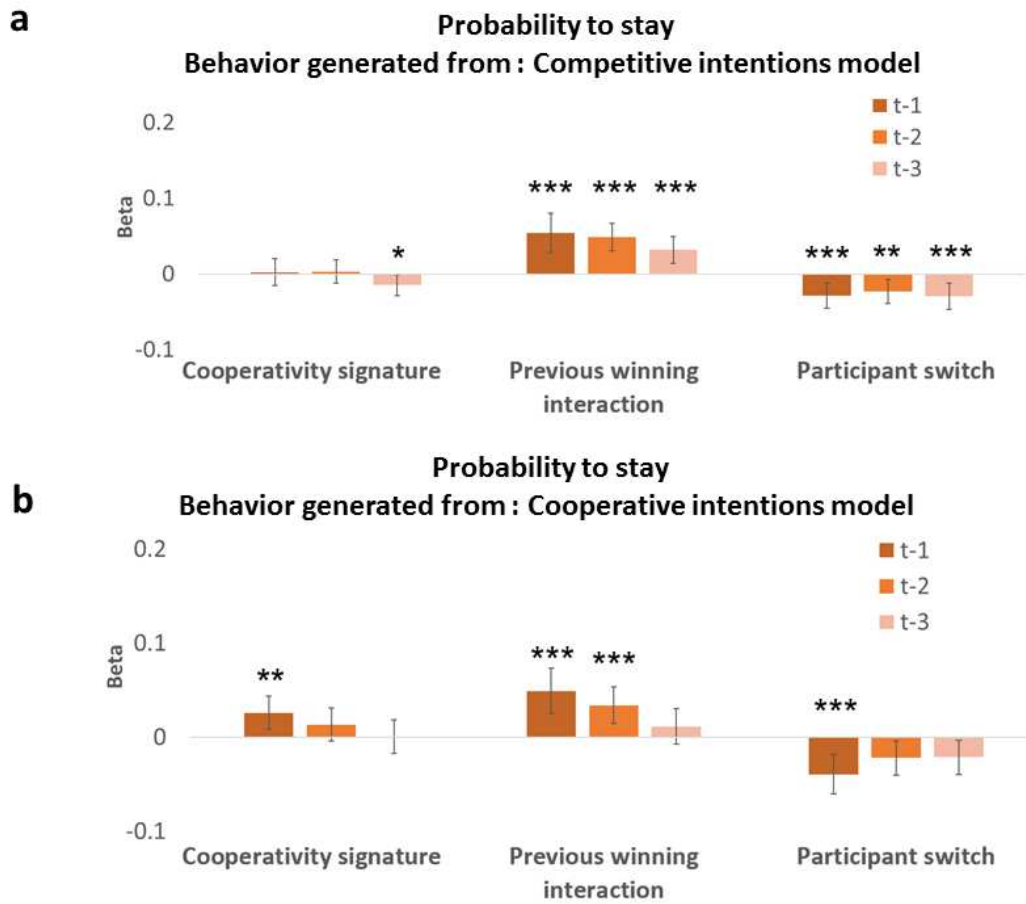 a
Probability to stay
Behavior generated from : Competitive intentions model
t-1
t-2
t-3
0.2
0.1
0
-0.1
Beta
*** *** ***
*
*** ** ***
Cooperativity signature
Previous winning
interaction
Participant switch
b
Probability to stay
Behavior generated from : Cooperative intentions model
t-1
t-2
t-3
0.2
0.1
0
-0.1
Beta
**
*** ***
***
Cooperativity signature
Previous winning
interaction
Participant switch